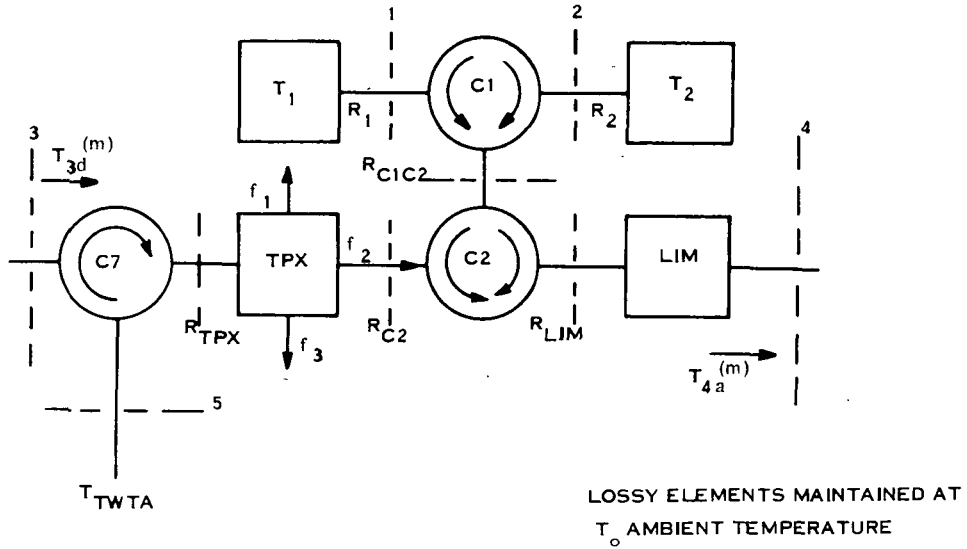 1
2
T1
R1
C1
R2
T2
3
T3d(m)
4
RC1C2
f1
C7
TPX
f2
C2
LIM
RTPX
f3
RC2
RLIM
T4a(m)
5
TTWTA
LOSSY ELEMENTS MAINTAINED AT
To AMBIENT TEMPERATURE